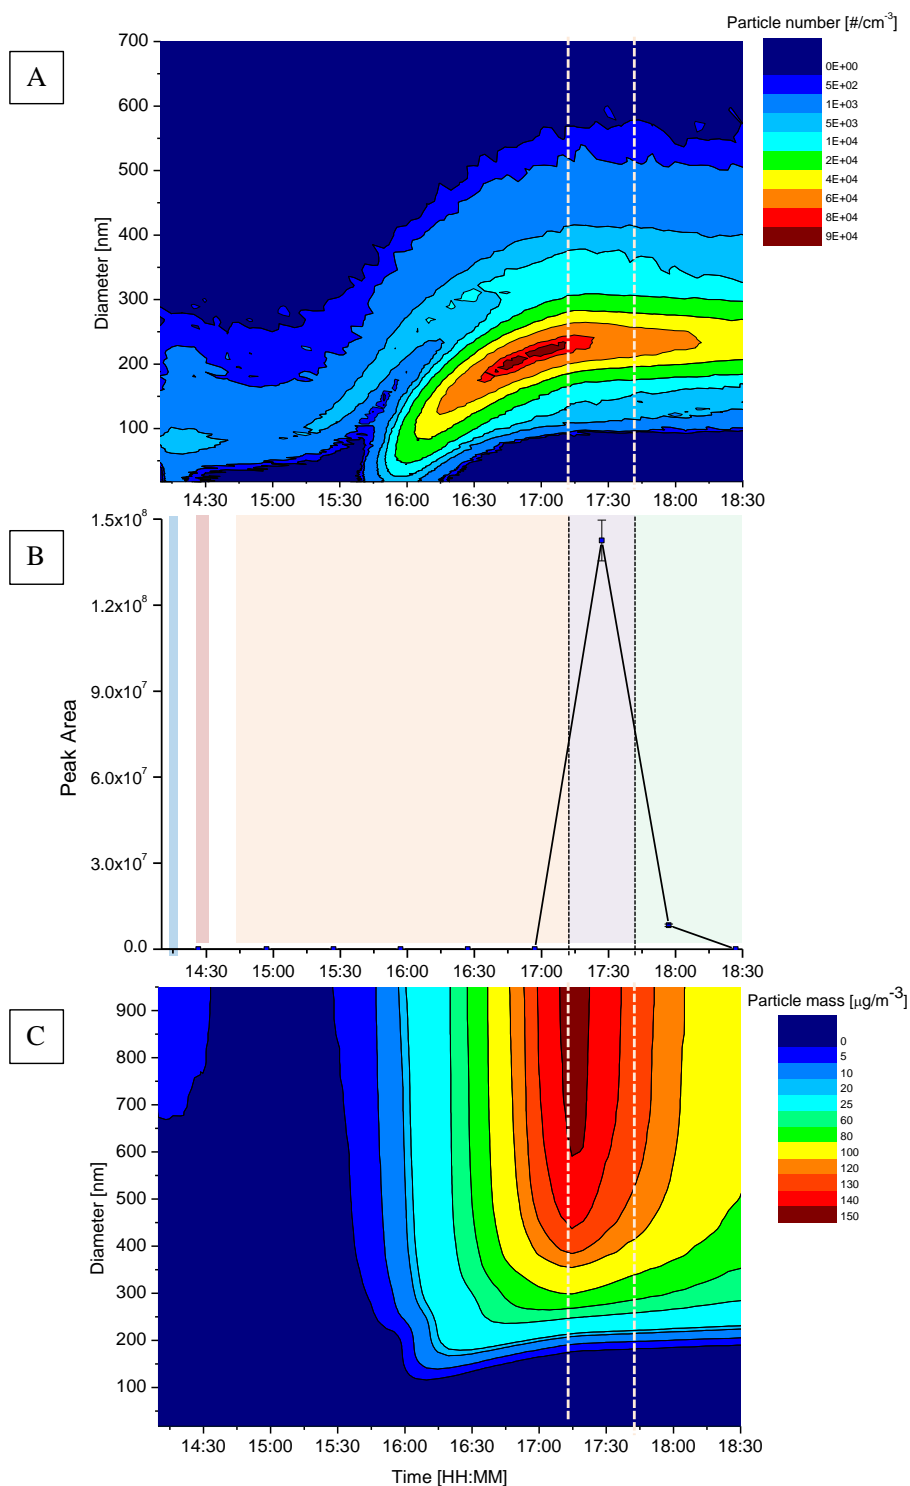 Particle number [#/cm-3]
A
700
600
500
400
300
200
100
Diameter [nm]
0E+00
5E+02
1E+03
5E+03
1E+04
2E+04
4E+04
6E+04
8E+04
9E+04
14:30 15:00 15:30 16:00 16:30 17:00 17:30 18:00 18:30
B
1.5x10^8
1.2x10^8
9.0x10^7
6.0x10^7
3.0x10^7
0.0
Peak Area
14:30 15:00 15:30 16:00 16:30 17:00 17:30 18:00 18:30
C
Particle mass [μg/m-3]
900
800
700
600
500
400
300
200
100
Diameter [nm]
0
5
10
20
25
60
80
100
120
130
140
150
14:30 15:00 15:30 16:00 16:30 17:00 17:30 18:00 18:30
Time [HH:MM]